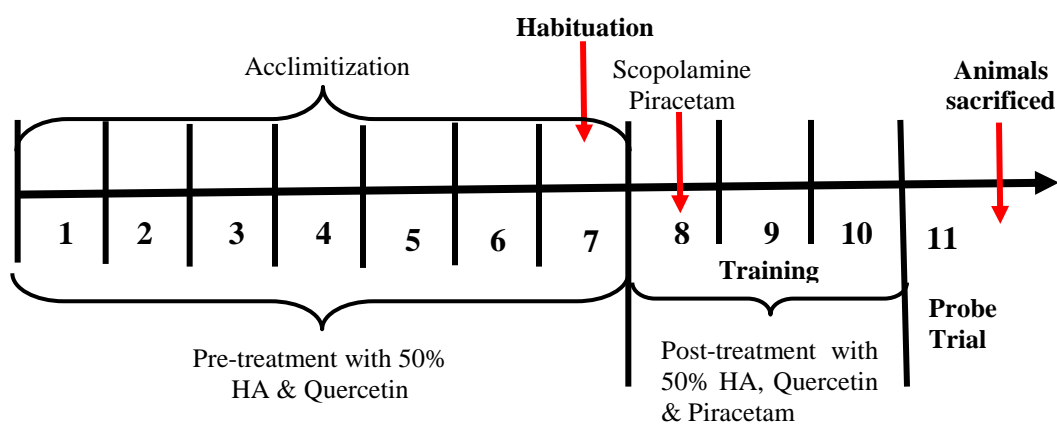 Habituation
Acclimitization
Scopolamine
Piracetam
Animals
sacrificed
1 2 3 4 5 6 7 8 9 10 11
Training
Probe
Trial
Pre-treatment with 50%
HA & Quercetin
Post-treatment with
50% HA, Quercetin
& Piracetam